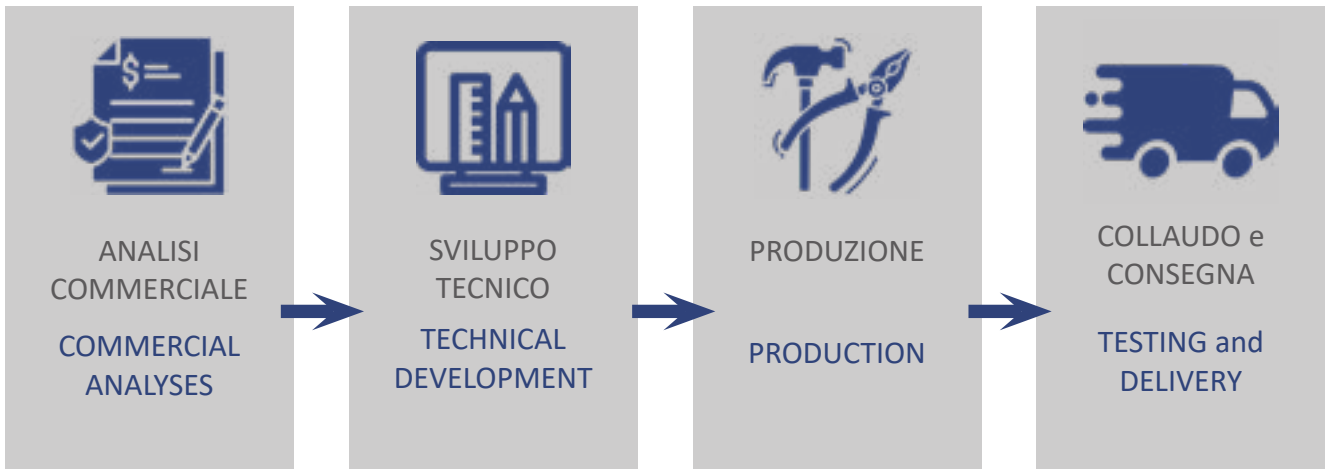 $
ANALISI
COMMERCIALE
COMMERCIAL
ANALYSES
SVILUPPO
TECNICO
TECHNICAL
DEVELOPMENT
PRODUZIONE
PRODUCTION
COLLAUDO e
CONSEGNA
TESTING and
DELIVERY